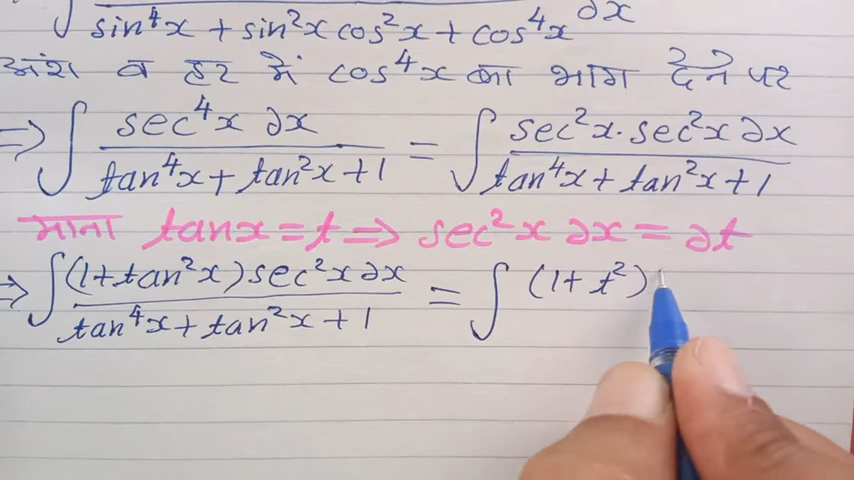 ∫ ‾‾‾/(sin⁴x + sin²x cos²x + cos⁴x) ∂x
अंश व हर में cos⁴x का भाग देने पर
⇒ ∫ sec⁴x ∂x/(tan⁴x + tan²x + 1) = ∫ sec²x · sec²x ∂x/(tan⁴x + tan²x + 1)
माना tanx = t ⇒ sec²x ∂x = ∂t
⇒ ∫ (1 + tan²x) sec²x ∂x/(tan⁴x + tan²x + 1) = ∫ (1 + t²)